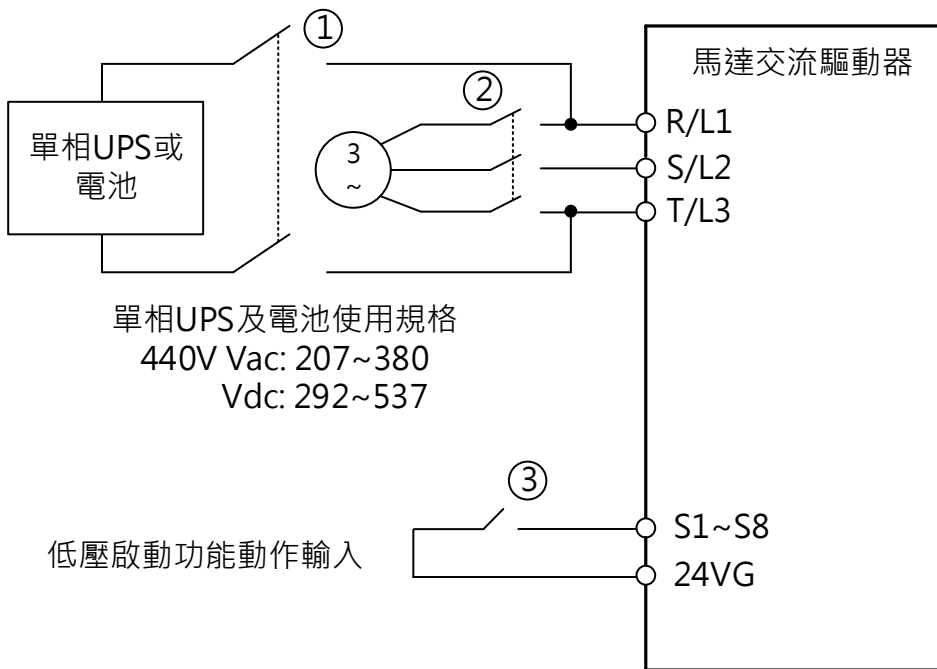 ①
馬達交流驅動器
②
R/L1
單相UPS或
電池
3
~
S/L2
T/L3
單相UPS及電池使用規格
440V Vac: 207~380
Vdc: 292~537
③
S1~S8
低壓啟動功能動作輸入
24VG